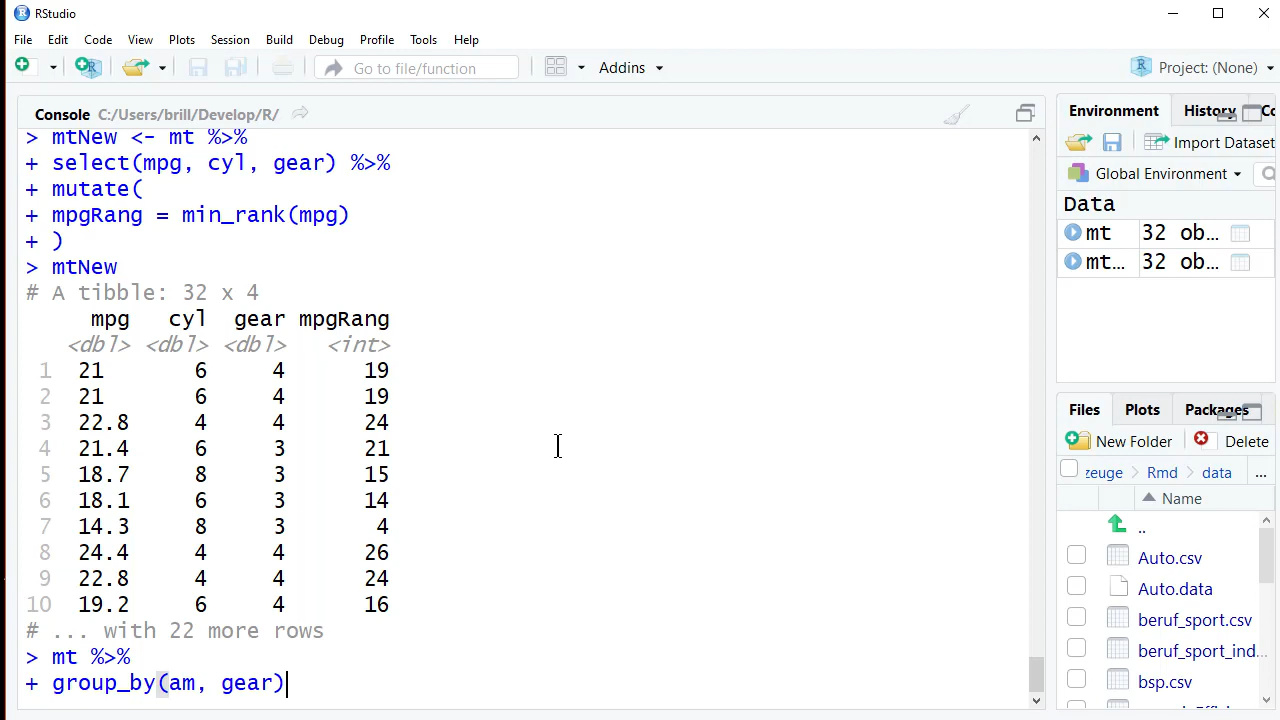 RStudio
File Edit Code View Plots Session Build Debug Profile Tools Help
Go to file/function Addins Project: (None)
Console C:/Users/brill/Develop/R/
> mtNew <- mt %>%
+ select(mpg, cyl, gear) %>%
+ mutate(
+ mpgRang = min_rank(mpg)
+ )
> mtNew
# A tibble: 32 x 4
mpg cyl gear mpgRang
<dbl> <dbl> <dbl> <int>
1 21 6 4 19
2 21 6 4 19
3 22.8 4 4 24
4 21.4 6 3 21
5 18.7 8 3 15
6 18.1 6 3 14
7 14.3 8 3 4
8 24.4 4 4 26
9 22.8 4 4 24
10 19.2 6 4 16
# ... with 22 more rows
> mt %>%
+ group_by(am, gear)
Environment History Co
Import Dataset
Global Environment
Data
mt 32 ob...
mt... 32 ob...
Files Plots Packages
New Folder Delete
zeuge > Rmd > data ...
Name
..
Auto.csv
Auto.data
beruf_sport.csv
beruf_sport_ind...
bsp.csv